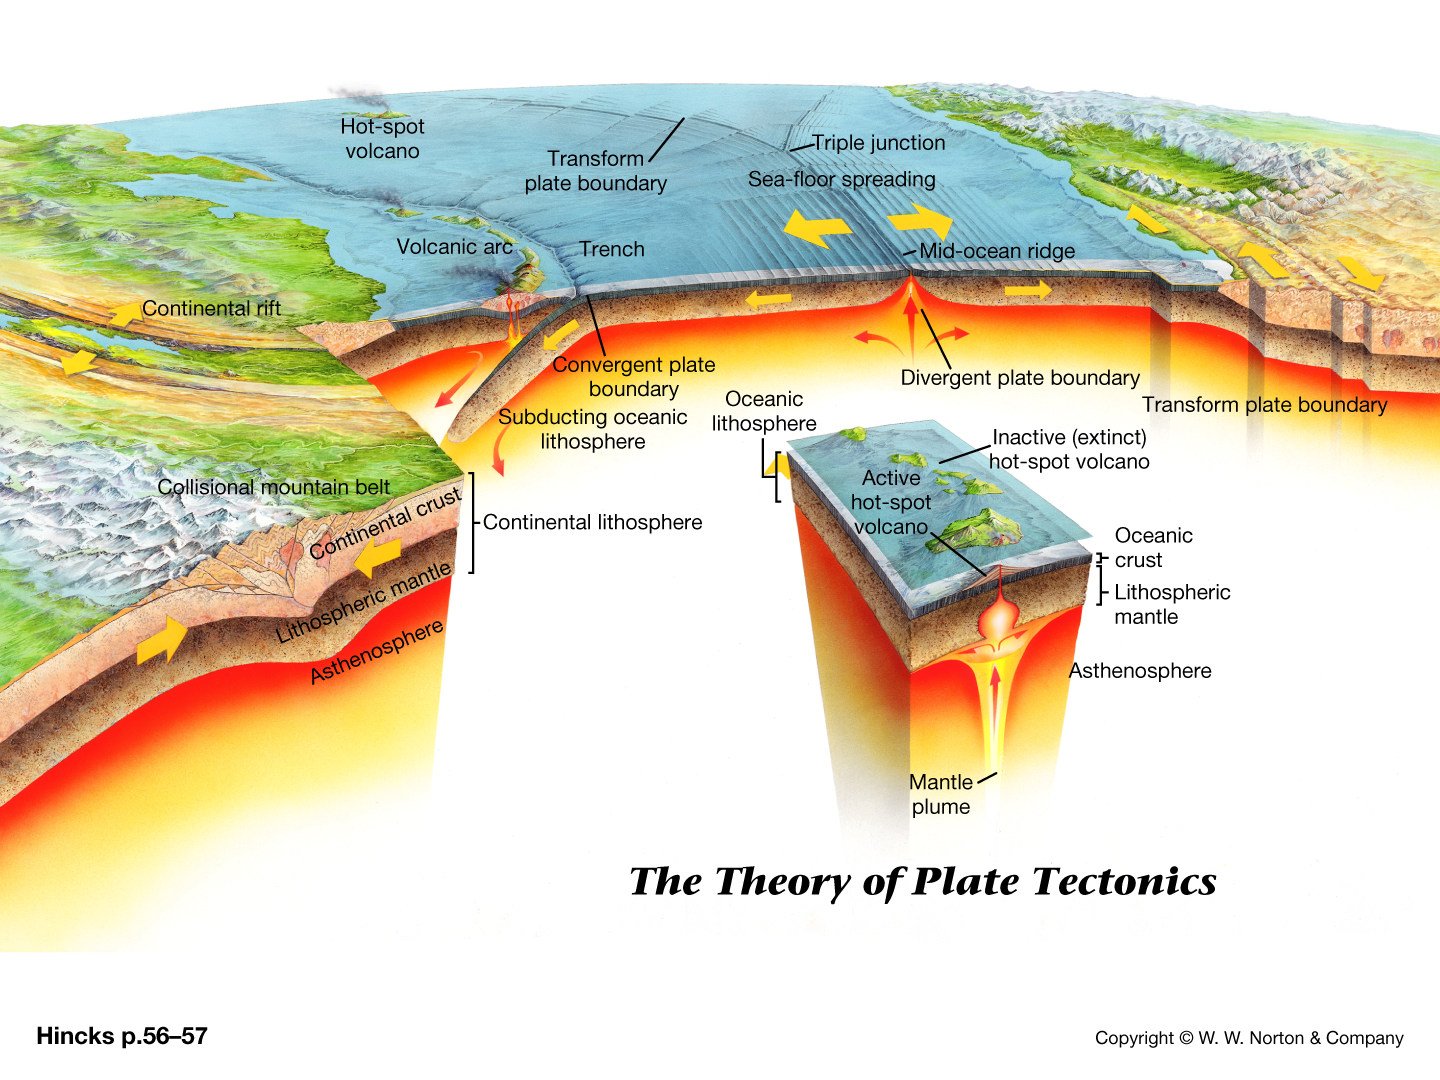 Hot-spot
volcano
Transform
plate boundary
Triple junction
Sea-floor spreading
Volcanic arc
Trench
Mid-ocean ridge
Continental rift
Convergent plate
boundary
Divergent plate boundary
Transform plate boundary
Subducting oceanic
lithosphere
Oceanic
lithosphere
Inactive (extinct)
hot-spot volcano
Active
hot-spot
volcano
Collisional mountain belt
Continental crust
Continental lithosphere
Lithospheric mantle
Asthenosphere
Oceanic
crust
Lithospheric
mantle
Asthenosphere
Mantle
plume
The Theory of Plate Tectonics
Hincks p.56–57
Copyright © W. W. Norton & Company